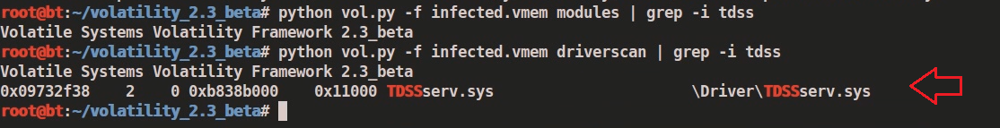 root@bt:~/volatility_2.3_beta# python vol.py -f infected.vmem modules | grep -i tdss
Volatile Systems Volatility Framework 2.3_beta
root@bt:~/volatility_2.3_beta# python vol.py -f infected.vmem driverscan | grep -i tdss
Volatile Systems Volatility Framework 2.3_beta
0x09732f38    2    0 0xb838b000    0x11000 TDSSserv.sys                      \Driver\TDSSserv.sys
root@bt:~/volatility_2.3_beta#